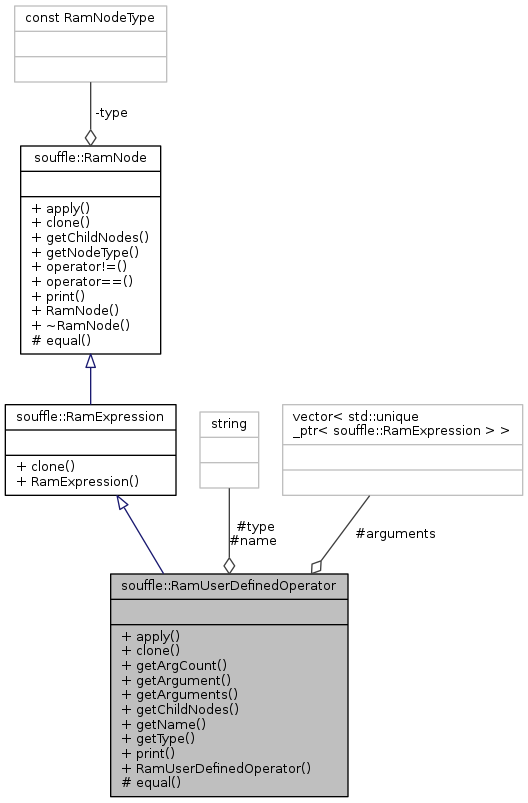 const RamNodeType
-type
souffle::RamNode
+ apply()
+ clone()
+ getChildNodes()
+ getNodeType()
+ operator!=()
+ operator==()
+ print()
+ RamNode()
+ ~RamNode()
# equal()
souffle::RamExpression
+ clone()
+ RamExpression()
string
vector< std::unique
_ptr< souffle::RamExpression > >
#type
#name
#arguments
souffle::RamUserDefinedOperator
+ apply()
+ clone()
+ getArgCount()
+ getArgument()
+ getArguments()
+ getChildNodes()
+ getName()
+ getType()
+ print()
+ RamUserDefinedOperator()
# equal()